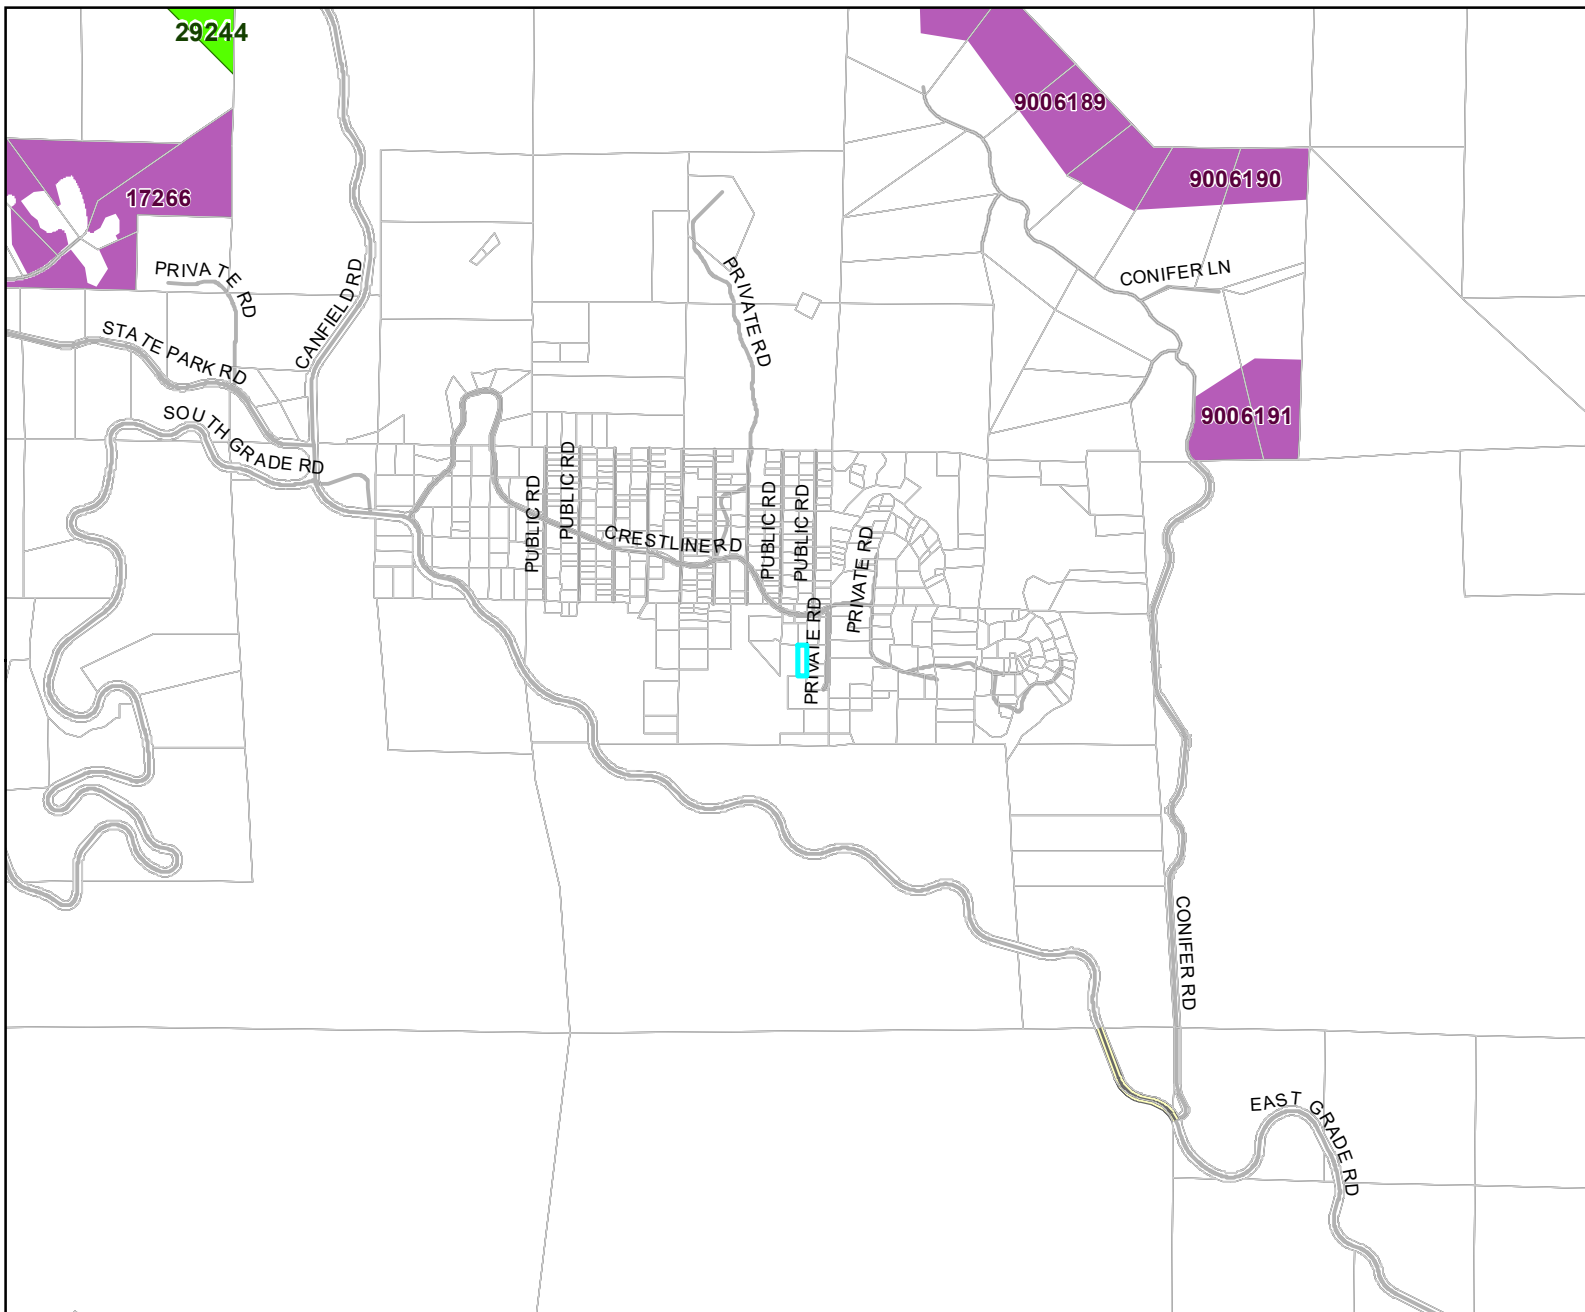 29244
9006189
17266
9006190
PRIVATE RD
CANFIELD RD
PRIVATE RD
CONIFER LN
STATE PARK RD
SOUTH GRADE RD
9006191
PUBLIC RD
PUBLIC RD
CRESTLINE RD
PUBLIC RD
PUBLIC RD
PRIVATE RD
PRIVATE RD
CONIFER RD
EAST GRADE RD